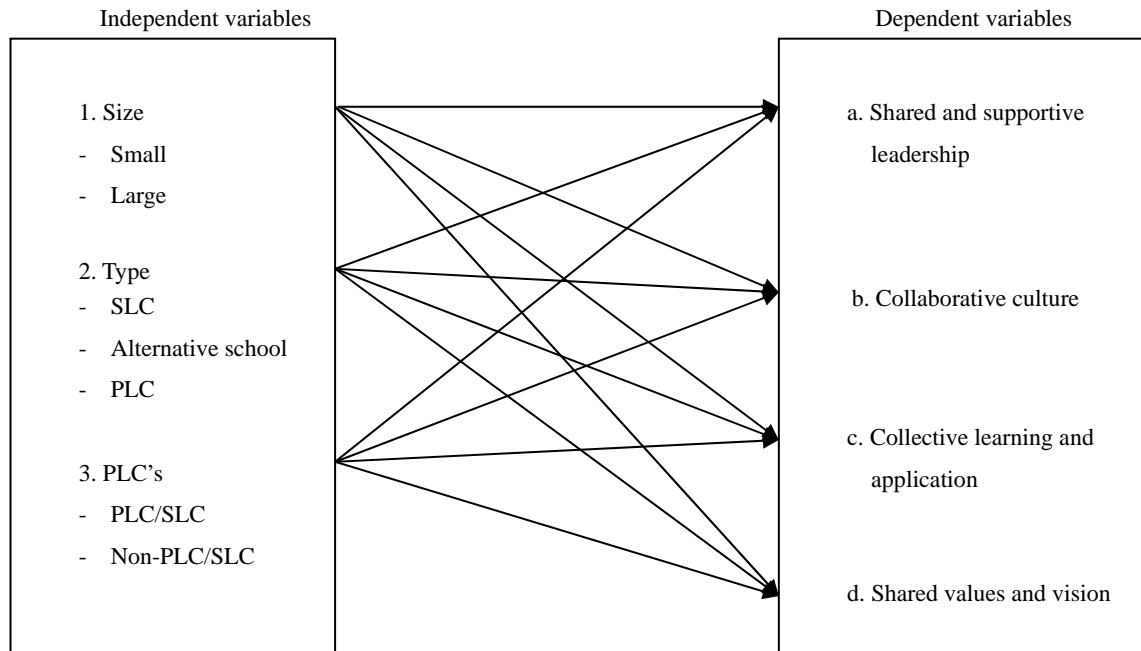 Independent variables
1. Size
- Small
- Large
2. Type
- SLC
- Alternative school
- PLC
3. PLC’s
- PLC/SLC
- Non-PLC/SLC
Dependent variables
a. Shared and supportive
leadership
b. Collaborative culture
c. Collective learning and
application
d. Shared values and vision